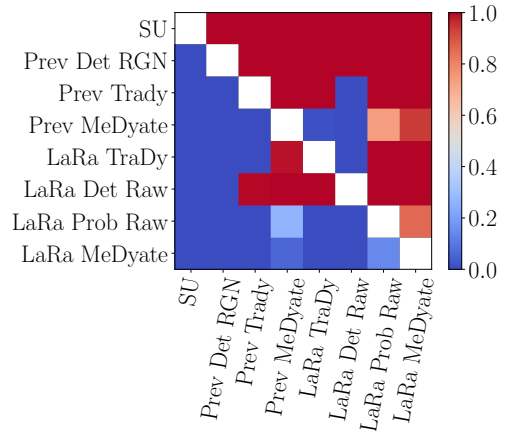 SU
Prev Det RGN
Prev Trady
Prev MeDyate
LaRa TraDy
LaRa Det Raw
LaRa Prob Raw
LaRa MeDyate
SU
Prev Det RGN
Prev Trady
Prev MeDyate
LaRa TraDy
LaRa Det Raw
LaRa Prob Raw
LaRa MeDyate
1.0
0.8
0.6
0.4
0.2
0.0